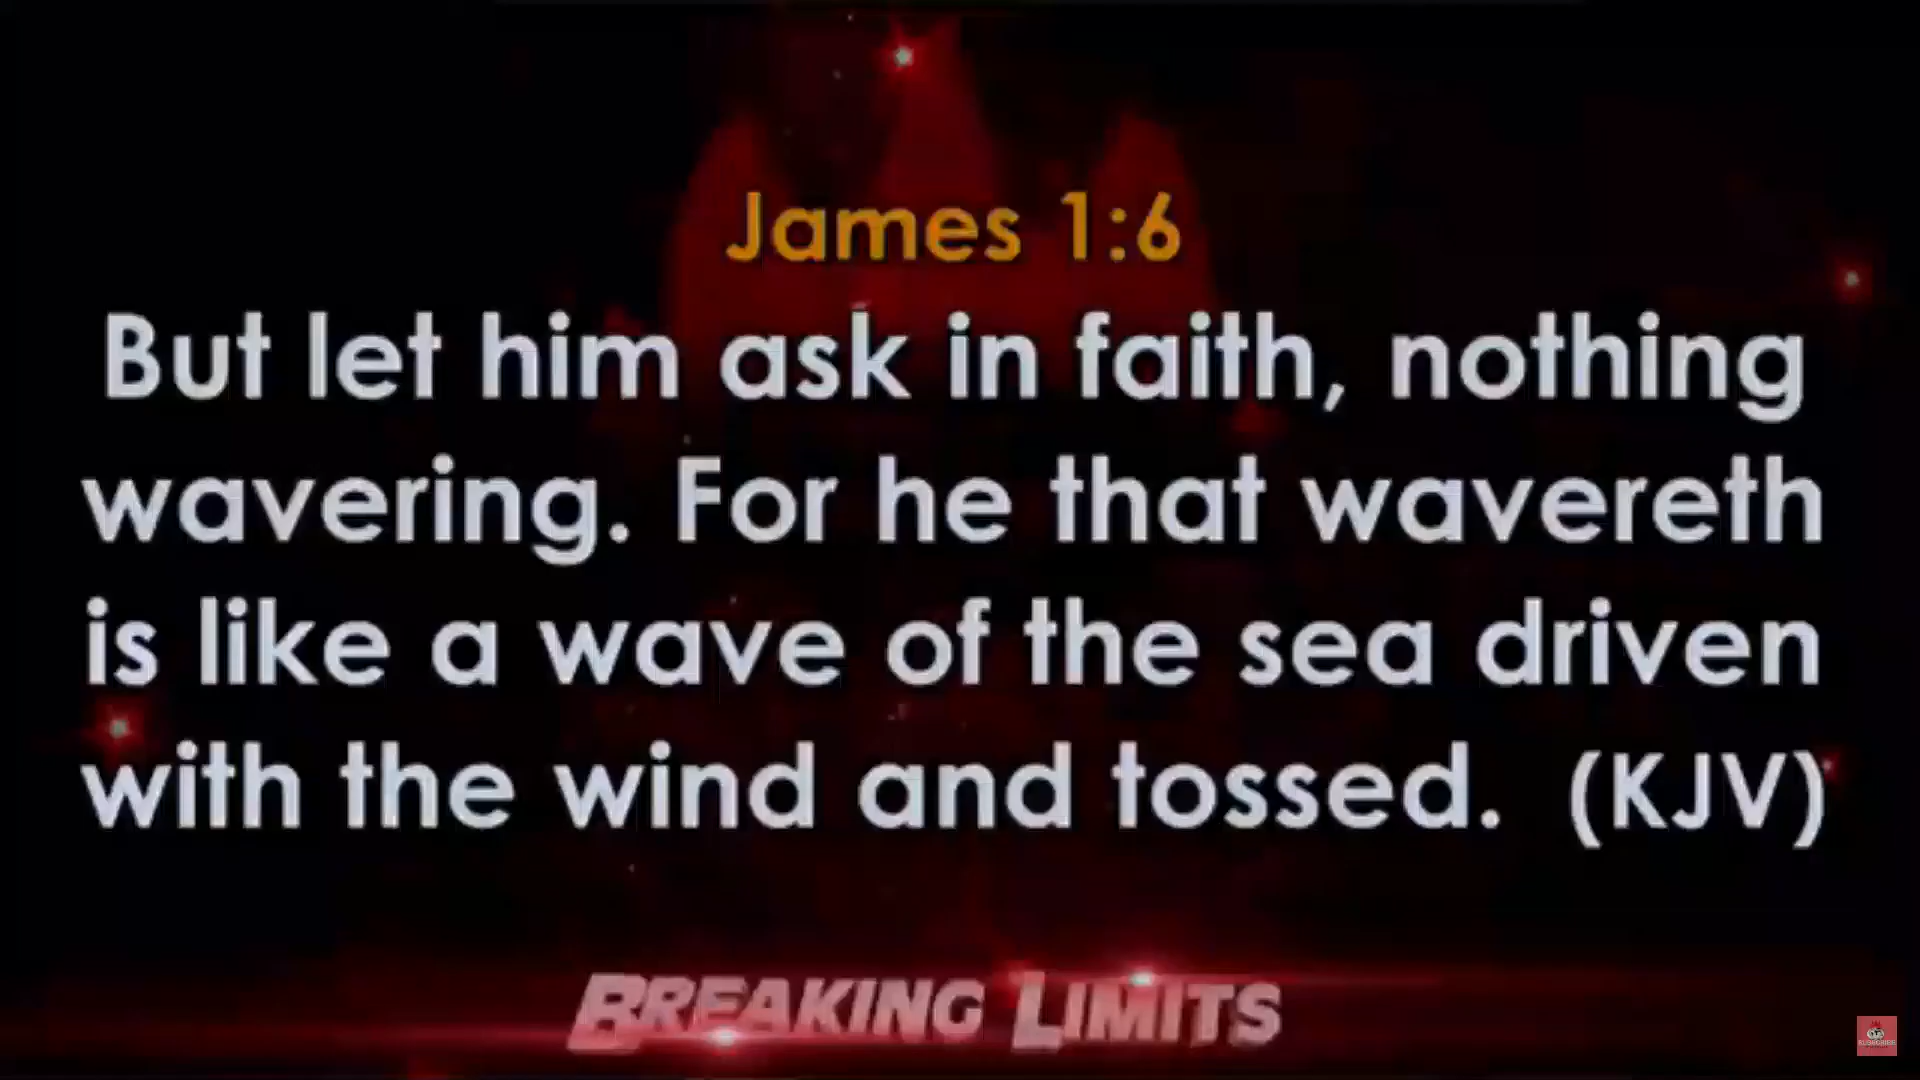 James 1:6
But let him ask in faith, nothing
wavering. For he that wavereth
is like a wave of the sea driven
with the wind and tossed. (KJV)
BREAKING LIMITS